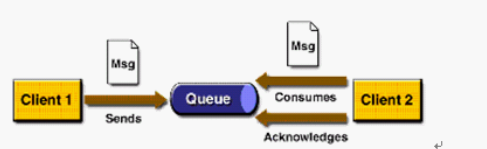 Msg
Msg
Client 1
Sends
Queue
Consumes
Acknowledges
Client 2